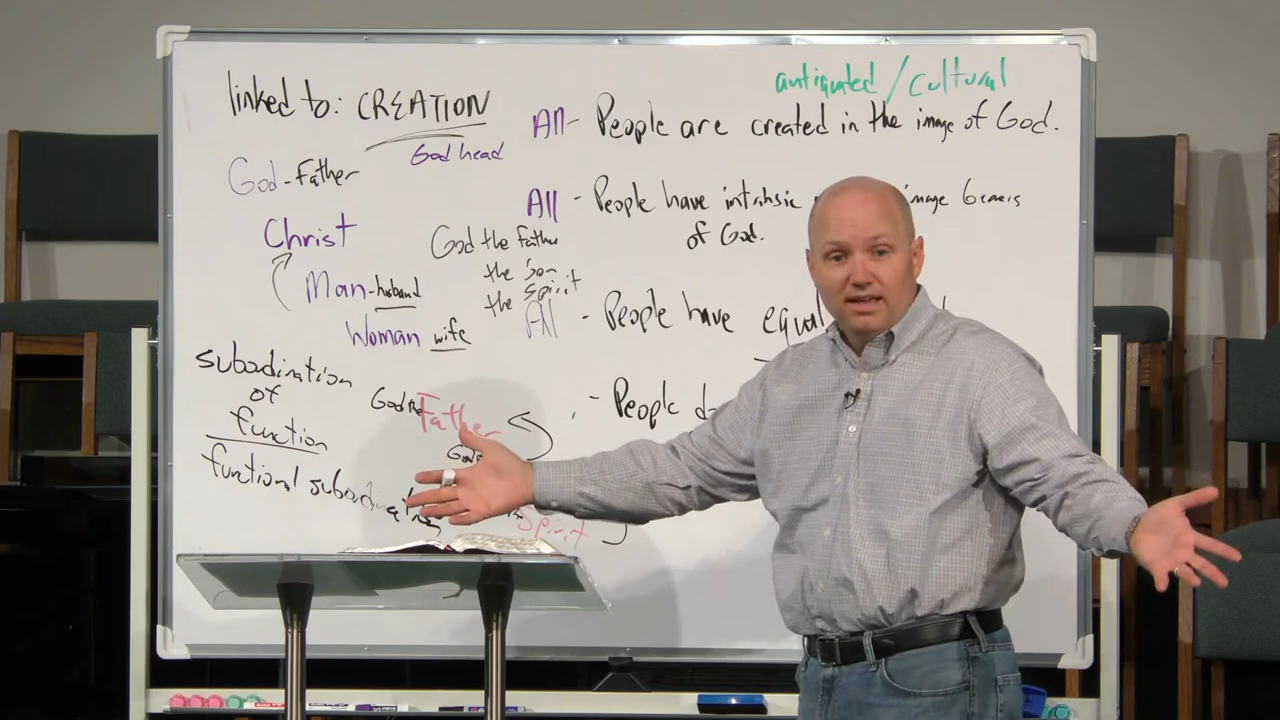 antiquated / cultural
linked to: CREATION
God head
All - People are created in the image of God.
God - Father
All - People have intrinsic image bearers
of God.
Christ
God the Father
the Son
the Spirit
Man - husband
Woman wife
All - People have equal
subordination
of
function
functional subordination
God the Father
God
Spirit
- People